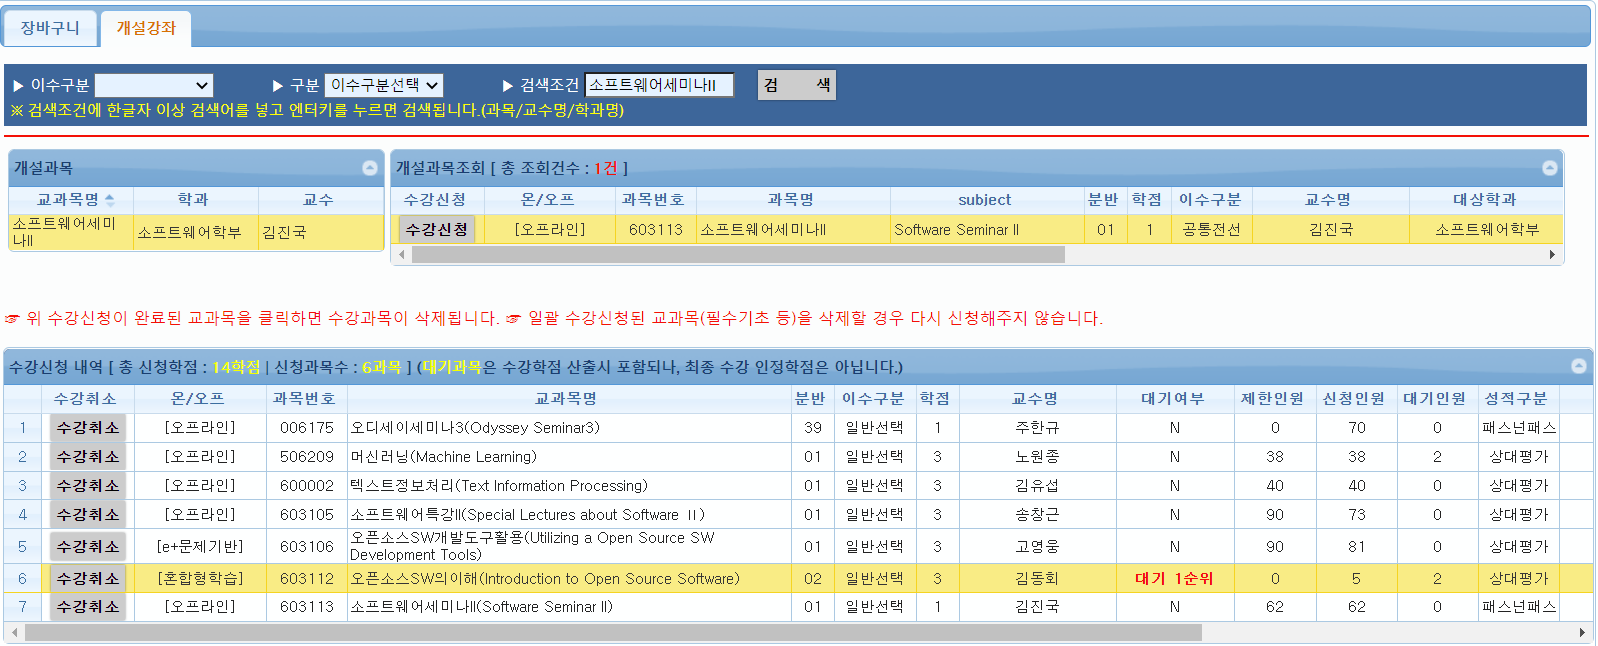 장바구니 개설강좌
▶ 이수구분 ▶ 구분 이수구분선택 ▶ 검색조건 소프트웨어세미나II 검 색
※ 검색조건에 한글자 이상 검색어를 넣고 엔터키를 누르면 검색됩니다.(과목/교수명/학과명)
개설과목
교과목명 학과 교수
소프트웨어세미나II 소프트웨어학부 김진국
개설과목조회 [ 총 조회건수 : 1건 ]
수강신청 온/오프 과목번호 과목명 subject 분반 학점 이수구분 교수명 대상학과
수강신청 [오프라인] 603113 소프트웨어세미나II Software Seminar II 01 1 공통전선 김진국 소프트웨어학부
☞ 위 수강신청이 완료된 교과목을 클릭하면 수강과목이 삭제됩니다. ☞ 일괄 수강신청된 교과목(필수기초 등)을 삭제할 경우 다시 신청해주지 않습니다.
수강신청 내역 [ 총 신청학점 : 14학점 | 신청과목수 : 6과목 ] (대기과목은 수강학점 산출시 포함되나, 최종 수강 인정학점은 아닙니다.)
수강취소 온/오프 과목번호 교과목명 분반 이수구분 학점 교수명 대기여부 제한인원 신청인원 대기인원 성적구분
1 수강취소 [오프라인] 006175 오디세이세미나3(Odyssey Seminar3) 39 일반선택 1 주한규 N 0 70 0 패스넌패스
2 수강취소 [오프라인] 506209 머신러닝(Machine Learning) 01 일반선택 3 노원종 N 38 38 2 상대평가
3 수강취소 [오프라인] 600002 텍스트정보처리(Text Information Processing) 01 일반선택 3 김유섭 N 40 40 0 상대평가
4 수강취소 [오프라인] 603105 소프트웨어특강II(Special Lectures about Software Ⅱ) 01 일반선택 3 송창근 N 90 73 0 상대평가
5 수강취소 [e+문제기반] 603106 오픈소스SW개발도구활용(Utilizing a Open Source SW Development Tools) 01 일반선택 3 고영웅 N 90 81 0 상대평가
6 수강취소 [혼합형학습] 603112 오픈소스SW의이해(Introduction to Open Source Software) 02 일반선택 3 김동회 대기 1순위 0 5 2 상대평가
7 수강취소 [오프라인] 603113 소프트웨어세미나II(Software Seminar II) 01 일반선택 1 김진국 N 62 62 0 패스넌패스